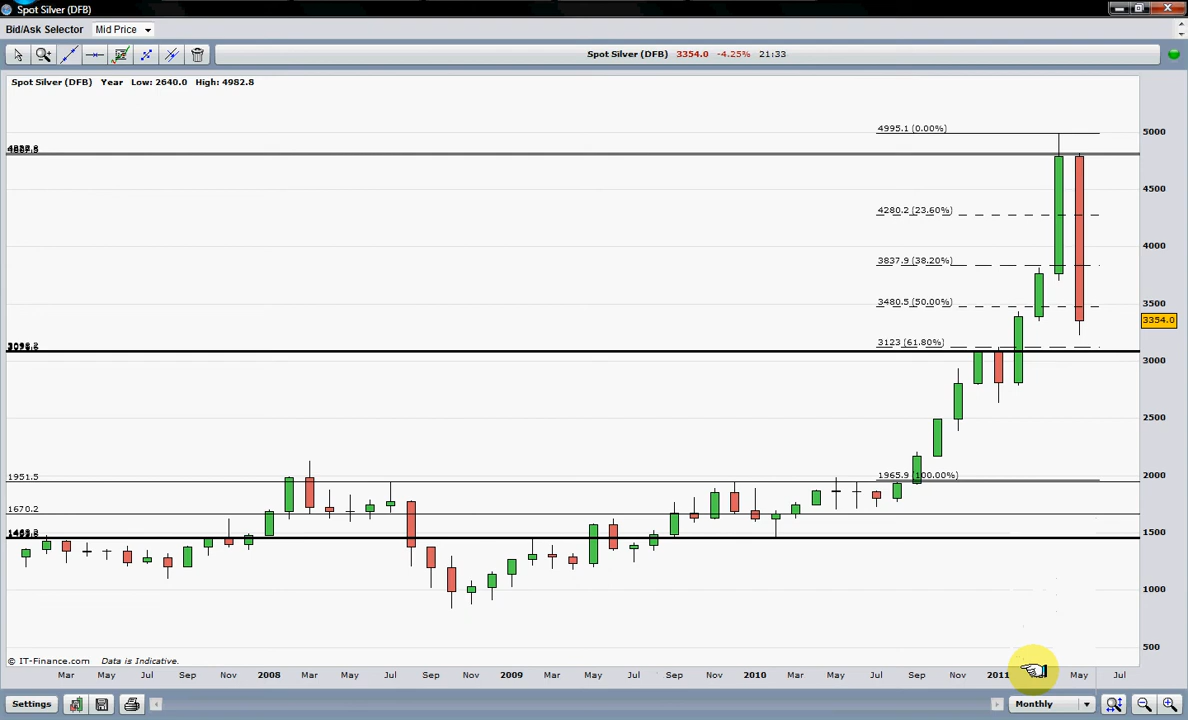 Spot Silver (DFB)
Bid/Ask Selector Mid Price
Spot Silver (DFB) 3354.0 -4.25% 21:33
Spot Silver (DFB) Year Low: 2640.0 High: 4982.8
4995.1 (0.00%)
5000
4500
4280.2 (23.60%)
4000
3837.9 (38.20%)
3480.5 (50.00%)
3500
3354.0
3123 (61.80%)
3000
2500
2000
1951.5
1965.9 (100.00%)
1670.2
1500
1000
500
© IT-Finance.com Data is Indicative.
Mar May Jul Sep Nov 2008 Mar May Jul Sep Nov 2009 Mar May Jul Sep Nov 2010 Mar May Jul Sep Nov 2011 May Jul
Settings Monthly